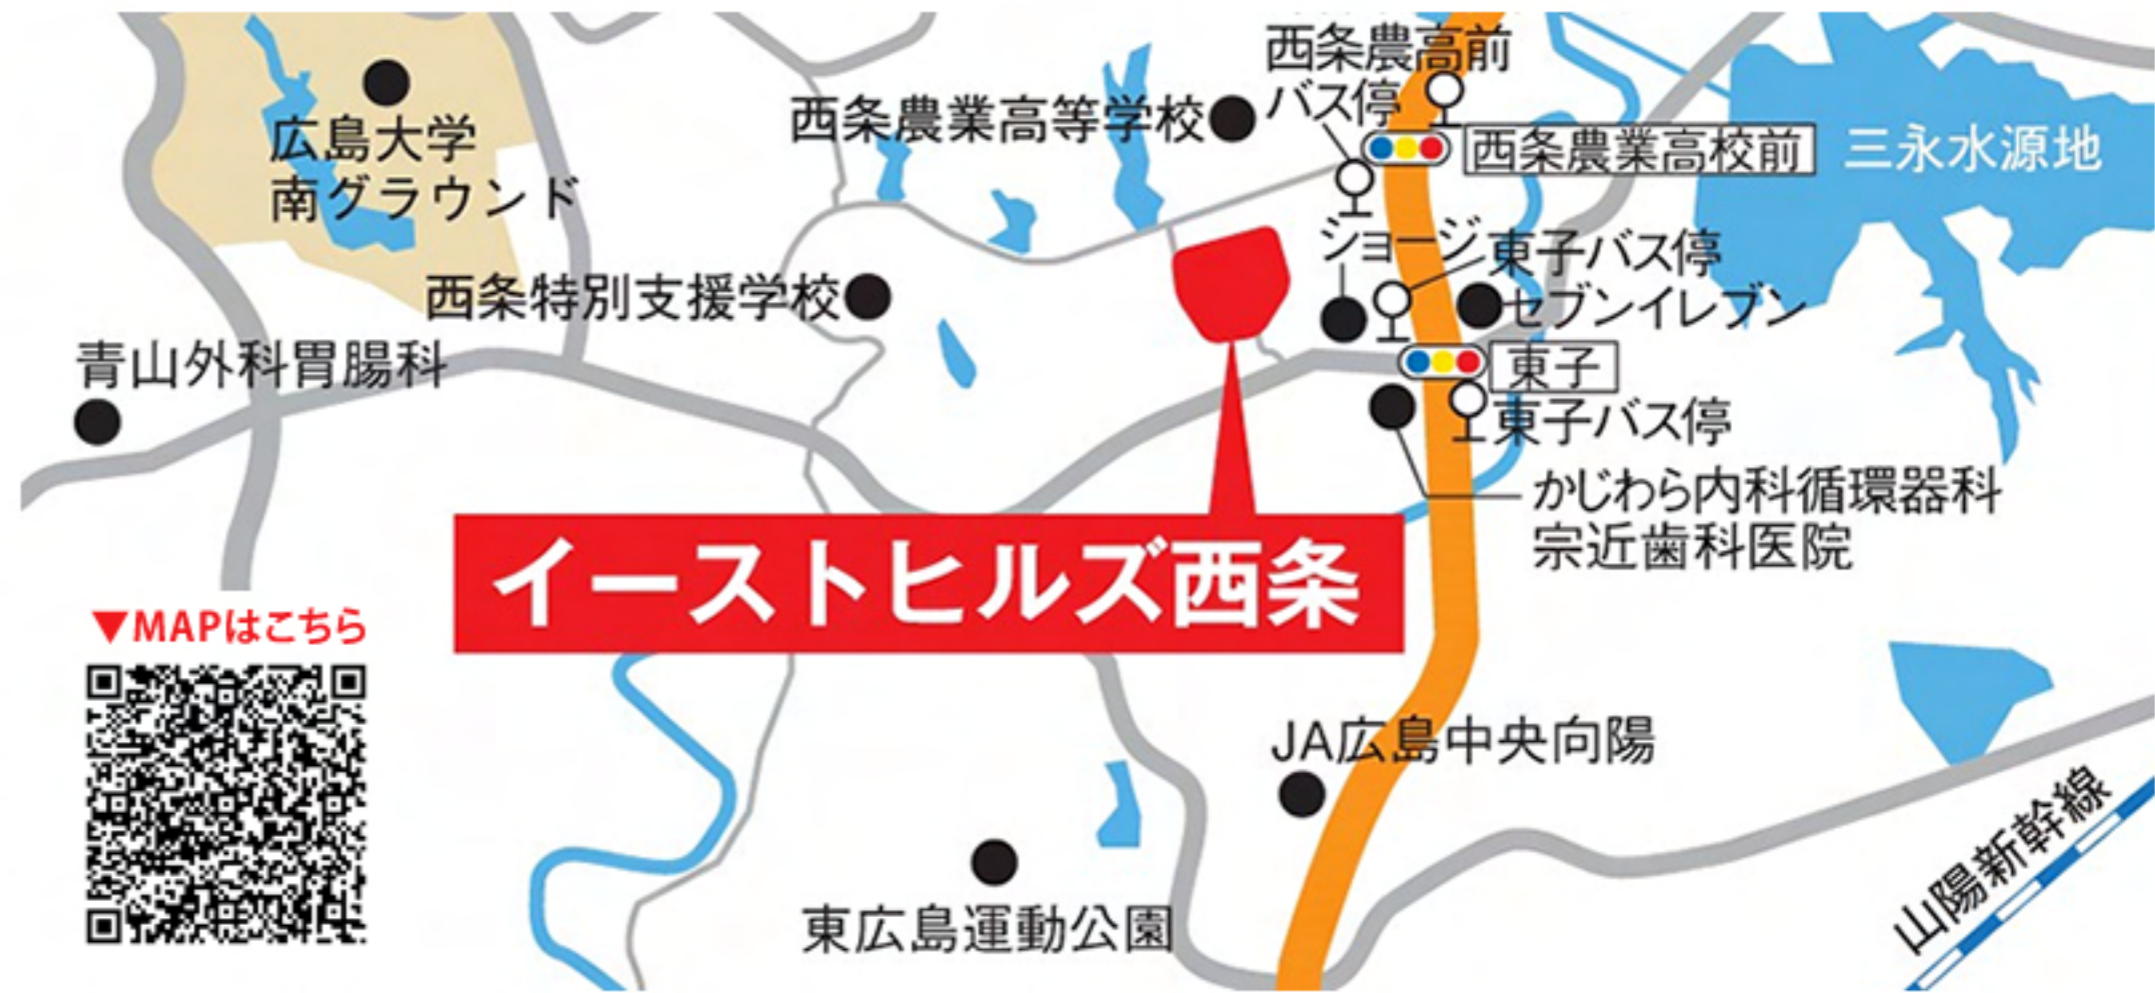 西条農高前
バス停
広島大学
南グラウンド
西条農業高等学校
西条農業高校前
三永水源地
ショージ
東子バス停
西条特別支援学校
セブンイレブン
青山外科胃腸科
東子
東子バス停
かじわら内科循環器科
宗近歯科医院
イーストヒルズ西条
▼MAPはこちら
JA広島中央向陽
東広島運動公園
山陽新幹線